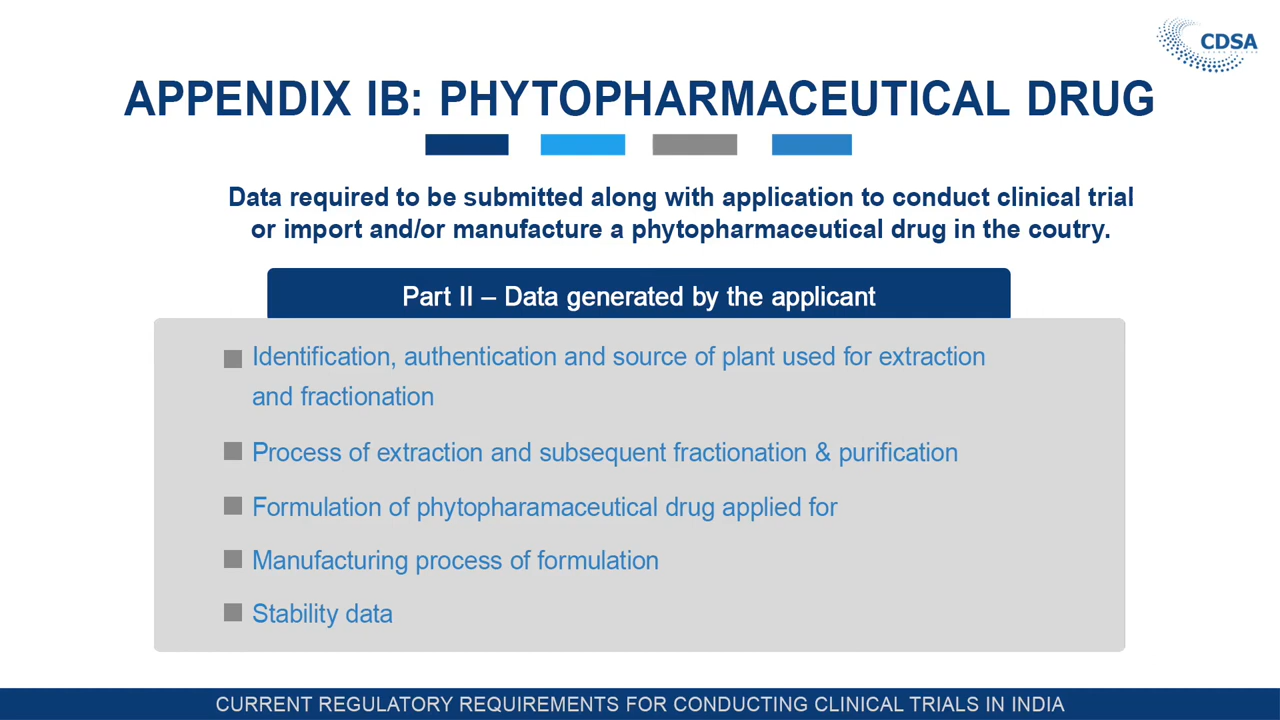 CDSA
APPENDIX IB: PHYTOPHARMACEUTICAL DRUG
Data required to be submitted along with application to conduct clinical trial
or import and/or manufacture a phytopharmaceutical drug in the coutry.
Part II – Data generated by the applicant
Identification, authentication and source of plant used for extraction
and fractionation
Process of extraction and subsequent fractionation & purification
Formulation of phytopharamaceutical drug applied for
Manufacturing process of formulation
Stability data
CURRENT REGULATORY REQUIREMENTS FOR CONDUCTING CLINICAL TRIALS IN INDIA